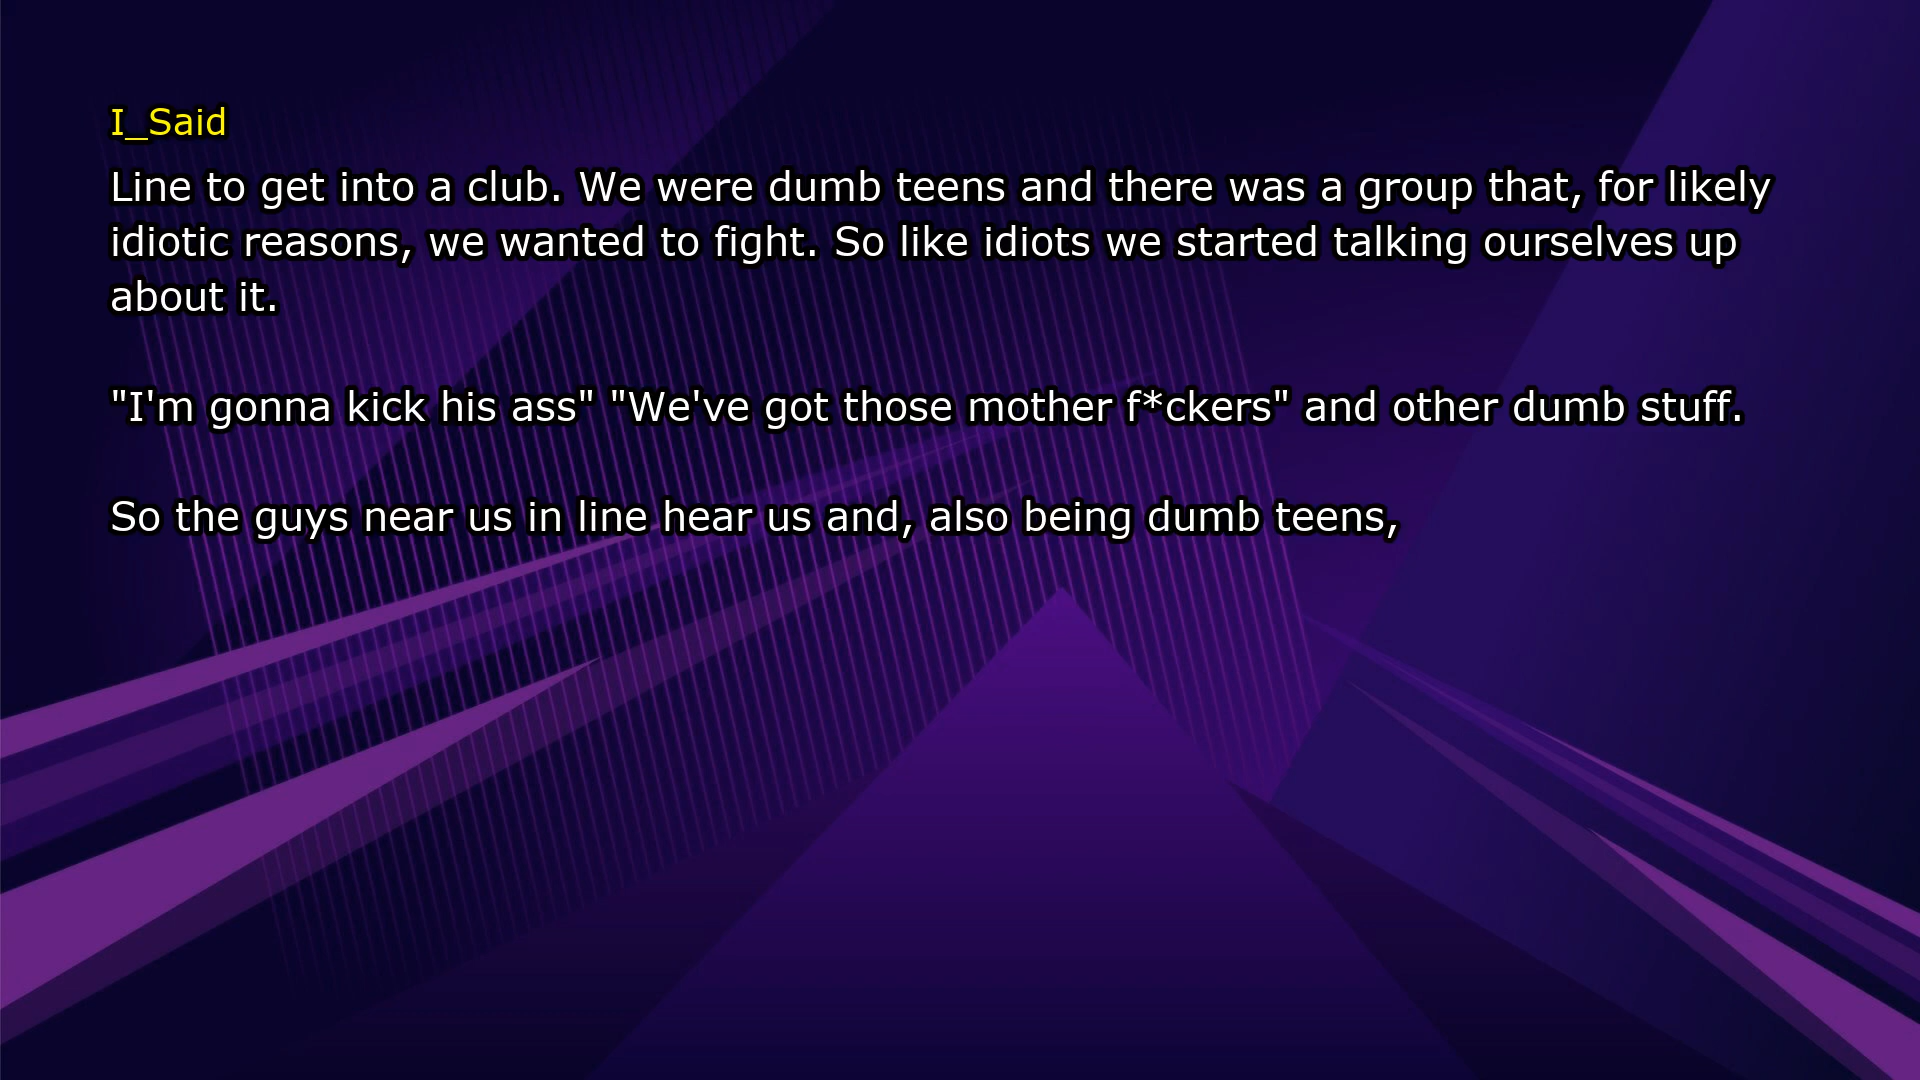 I_Said
Line to get into a club. We were dumb teens and there was a group that, for likely
idiotic reasons, we wanted to fight. So like idiots we started talking ourselves up
about it.
"I'm gonna kick his ass" "We've got those mother f*ckers" and other dumb stuff.
So the guys near us in line hear us and, also being dumb teens,